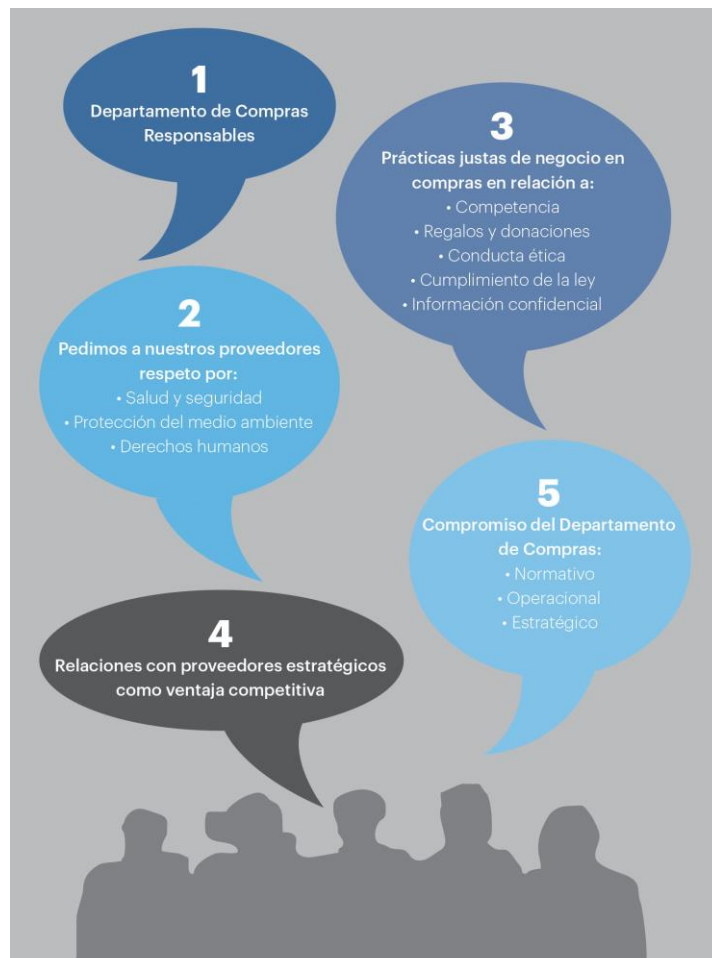 1
Departamento de Compras
Responsables
2
Pedimos a nuestros proveedores
respeto por:
• Salud y seguridad
• Protección del medio ambiente
• Derechos humanos
3
Prácticas justas de negocio en
compras en relación a:
• Competencia
• Regalos y donaciones
• Conducta ética
• Cumplimiento de la ley
• Información confidencial
4
Relaciones con proveedores estratégicos
como ventaja competitiva
5
Compromiso del Departamento
de Compras:
• Normativo
• Operacional
• Estratégico